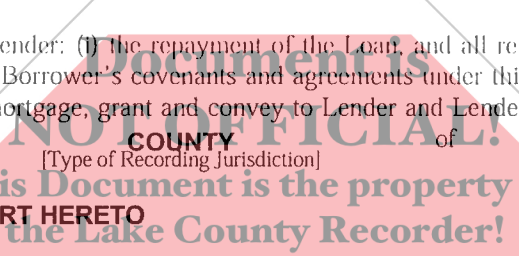 ender: (i) the repayment of the Loan, and all re
Document is
Borrower's covenants and agreements under thi
ortgage, grant and convey to Lender and Lende
NOT OFFICIAL!
COUNTY of
[Type of Recording Jurisdiction]
is Document is the property
RT HERETO
the Lake County Recorder!